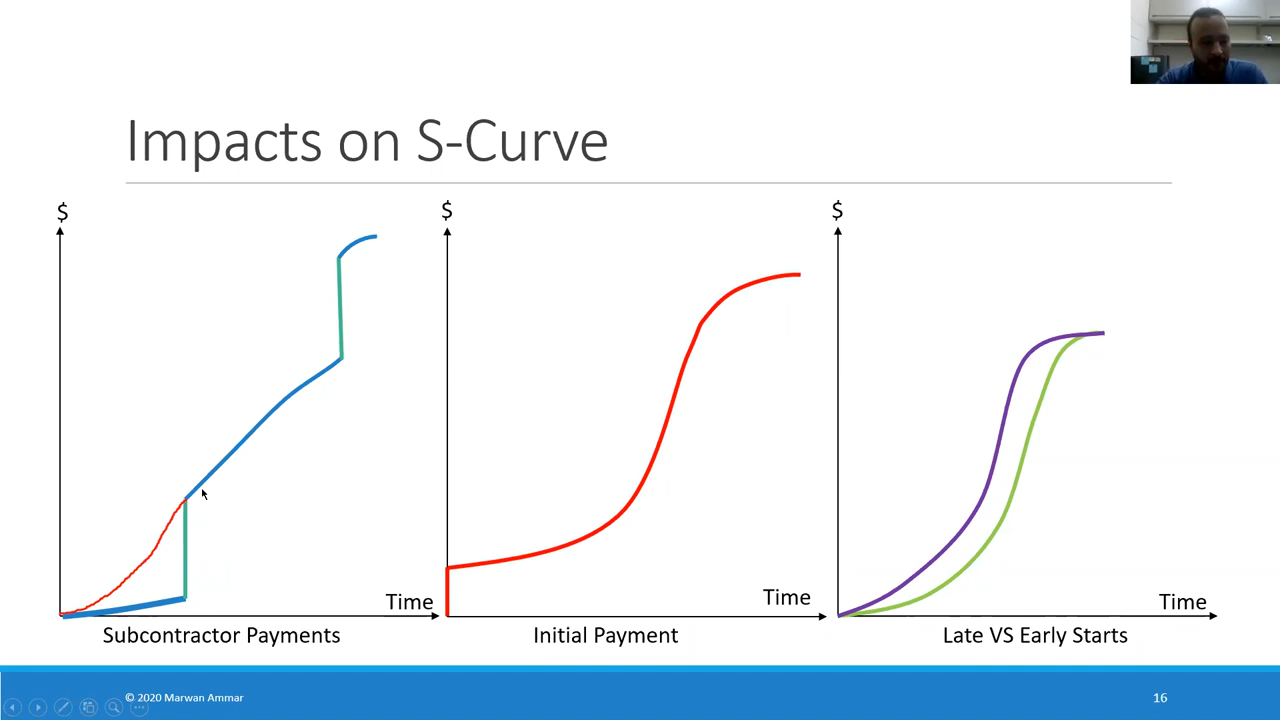 Impacts on S-Curve
$
$
$
Time
Time
Time
Subcontractor Payments
Initial Payment
Late VS Early Starts
© 2020 Marwan Ammar
16